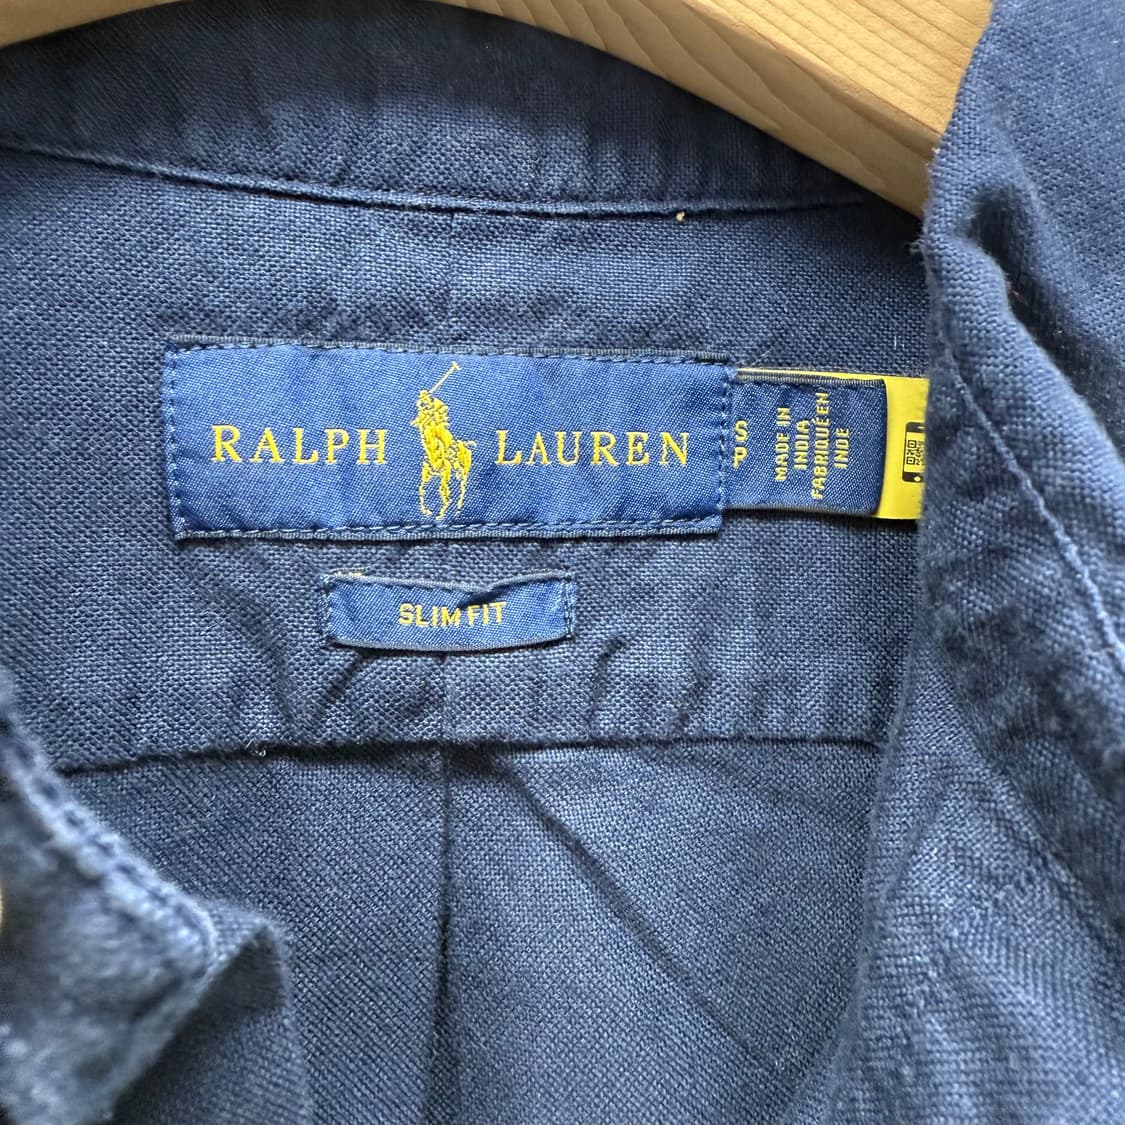 RALPH LAUREN
S
P
MADE IN
INDIA
FABRIQUÉ EN
INDE
SLIM FIT